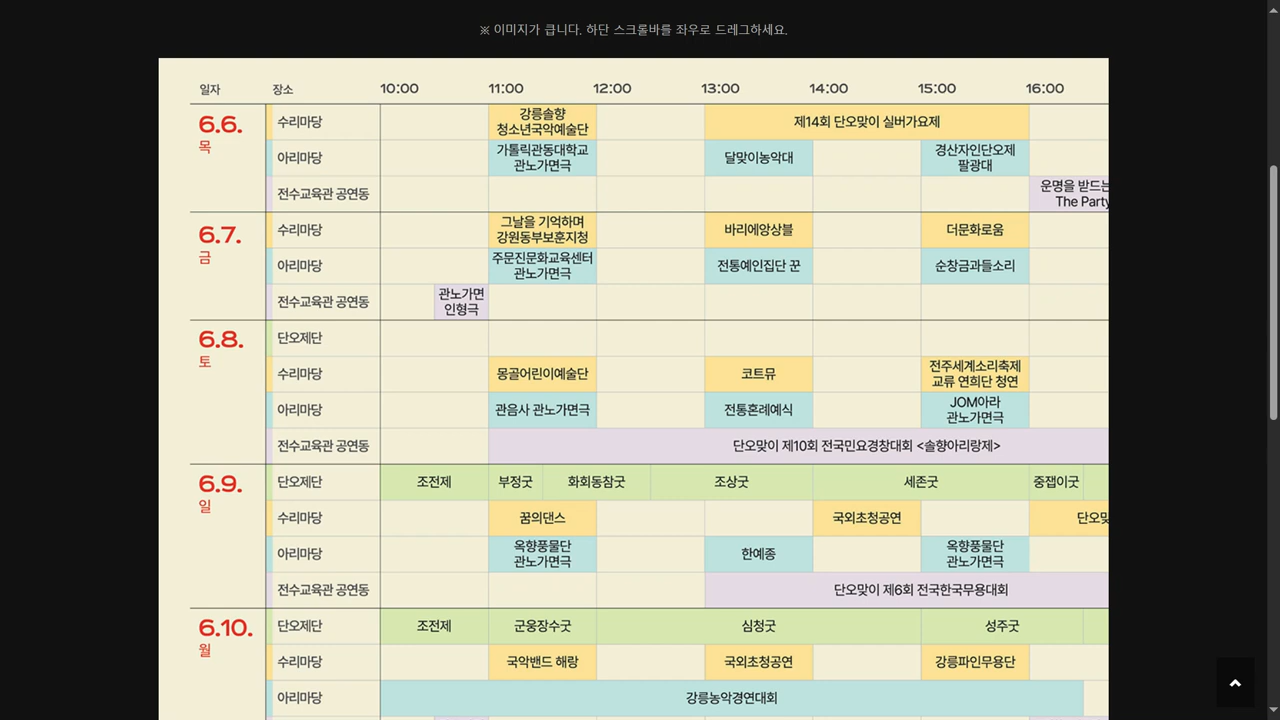 ※ 이미지가 큽니다. 하단 스크롤바를 좌우로 드레그하세요.
일자 장소 10:00 11:00 12:00 13:00 14:00 15:00 16:00
6.6.
목
수리마당
강릉솔향
청소년국악예술단
제14회 단오맞이 실버가요제
아리마당
가톨릭관동대학교
관노가면극
달맞이농악대
경산자인단오제
팔광대
전수교육관 공연동
운명을 받드는
The Party
6.7.
금
수리마당
그날을 기억하며
강원동부보훈지청
바리에앙상블
더문화로움
아리마당
주문진문화교육센터
관노가면극
전통예인집단 꾼
순창금과들소리
전수교육관 공연동
관노가면
인형극
6.8.
토
단오제단
수리마당
몽골어린이예술단
코트뮤
전주세계소리축제
교류 연희단 청연
아리마당
관음사 관노가면극
전통혼례예식
JOM아라
관노가면극
전수교육관 공연동
단오맞이 제10회 전국민요경창대회 <솔향아리랑제>
6.9.
일
단오제단
조전제
부정굿
화회동참굿
조상굿
세존굿
중잽이굿
수리마당
꿈의댄스
국외초청공연
단오맞
아리마당
옥향풍물단
관노가면극
한예종
옥향풍물단
관노가면극
전수교육관 공연동
단오맞이 제6회 전국한국무용대회
6.10.
월
단오제단
조전제
군웅장수굿
심청굿
성주굿
수리마당
국악밴드 해랑
국외초청공연
강릉파인무용단
아리마당
강릉농악경연대회